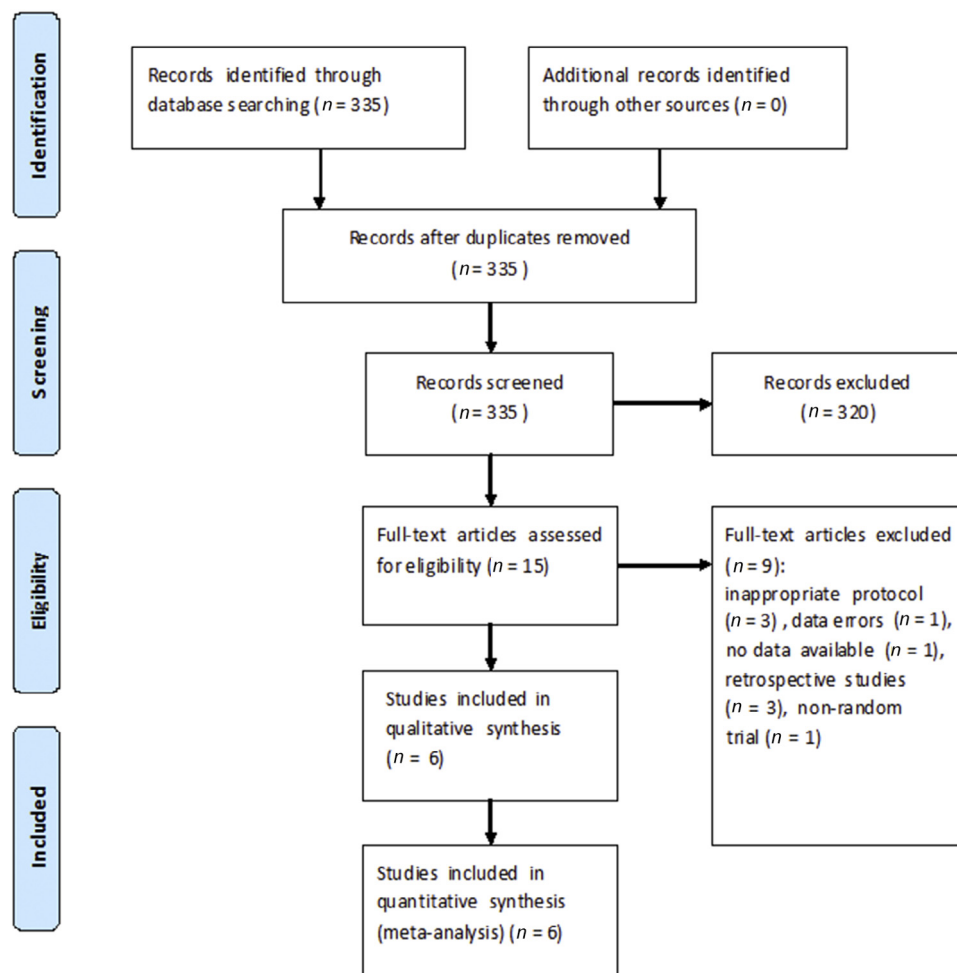 Identification
Records identified through
database searching (n = 335)
Additional records identified
through other sources (n = 0)
Records after duplicates removed
(n = 335 )
Screening
Records screened
(n = 335 )
Records excluded
(n = 320)
Eligibility
Full-text articles assessed
for eligibility (n = 15)
Full-text articles excluded
(n = 9):
inappropriate protocol
(n = 3) , data errors (n = 1),
no data available (n = 1),
retrospective studies
(n = 3), non-random
trial (n = 1)
Studies included in
qualitative synthesis
(n = 6)
Included
Studies included in
quantitative synthesis
(meta-analysis) (n = 6)